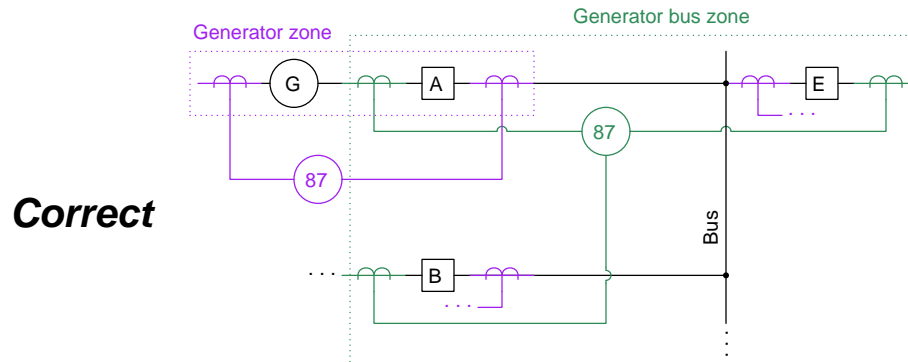 Generator bus zone
Generator zone
G
A
E
87
87
Correct
Bus
B